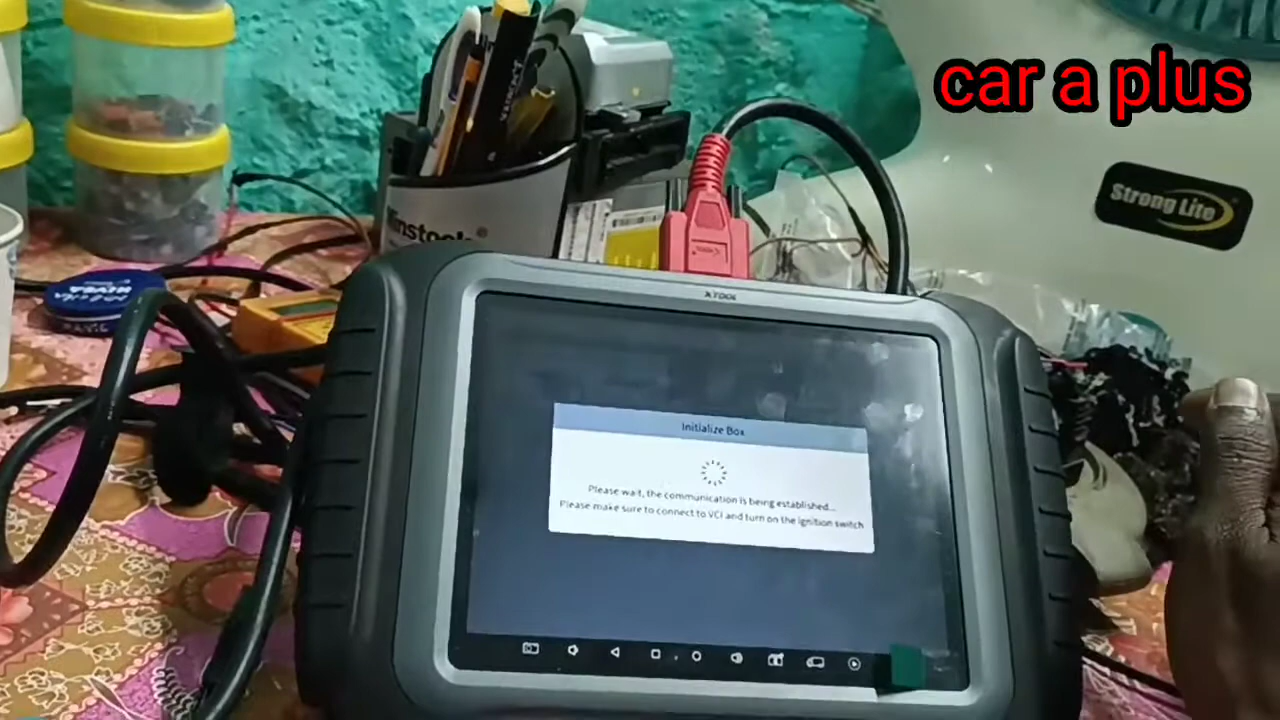 car a plus
Strong Lite
instools®
XTOOL
Initialize Box
Please wait, the communication is being established...
Please make sure to connect to VCI and turn on the ignition switch